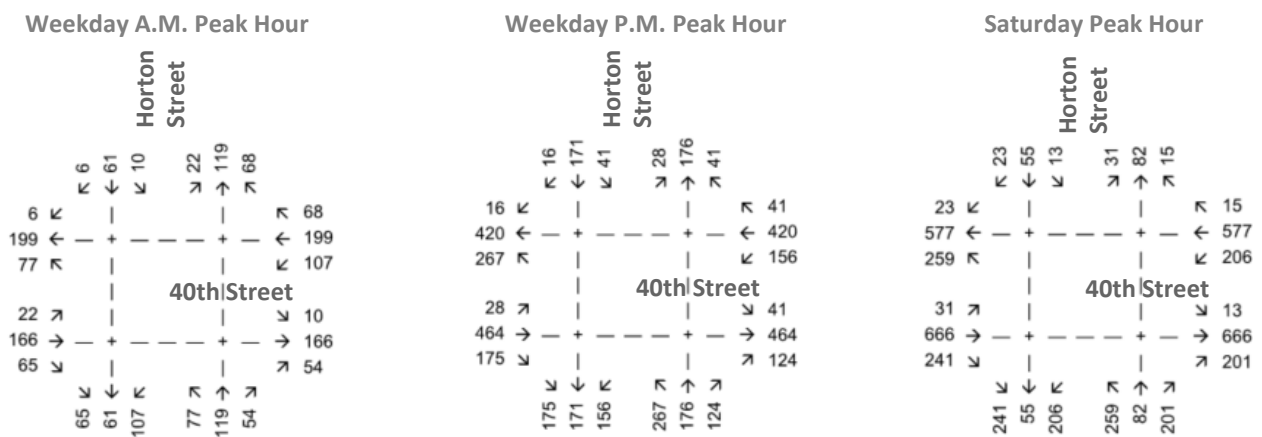 Weekday A.M. Peak Hour
Horton
Street
6 61 10 22 119 68
6 68
199 199
77 107
40th Street
22 10
166 166
65 54
65 61 107 77 119 54
Weekday P.M. Peak Hour
Horton
Street
16 171 41 28 176 41
16 41
420 420
267 156
40th Street
28 41
464 464
175 124
175 171 156 267 176 124
Saturday Peak Hour
Horton
Street
23 55 13 31 82 15
23 15
577 577
259 206
40th Street
31 13
666 666
241 201
241 55 206 259 82 201